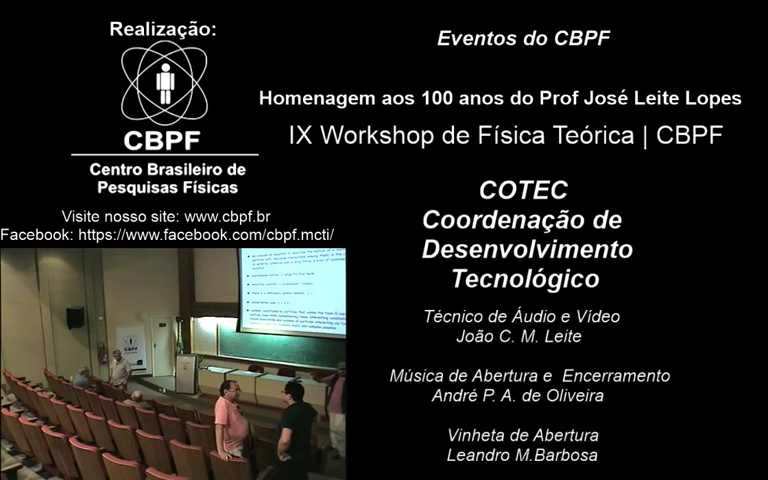 Realização:
CBPF
Centro Brasileiro de
Pesquisas Físicas
Visite nosso site: www.cbpf.br
Facebook: https://www.facebook.com/cbpf.mcti/
Eventos do CBPF
Homenagem aos 100 anos do Prof José Leite Lopes
IX Workshop de Física Teórica | CBPF
COTEC
Coordenação de
Desenvolvimento
Tecnológico
Técnico de Áudio e Vídeo
João C. M. Leite
Música de Abertura e Encerramento
André P. A. de Oliveira
Vinheta de Abertura
Leandro M.Barbosa
CBPF